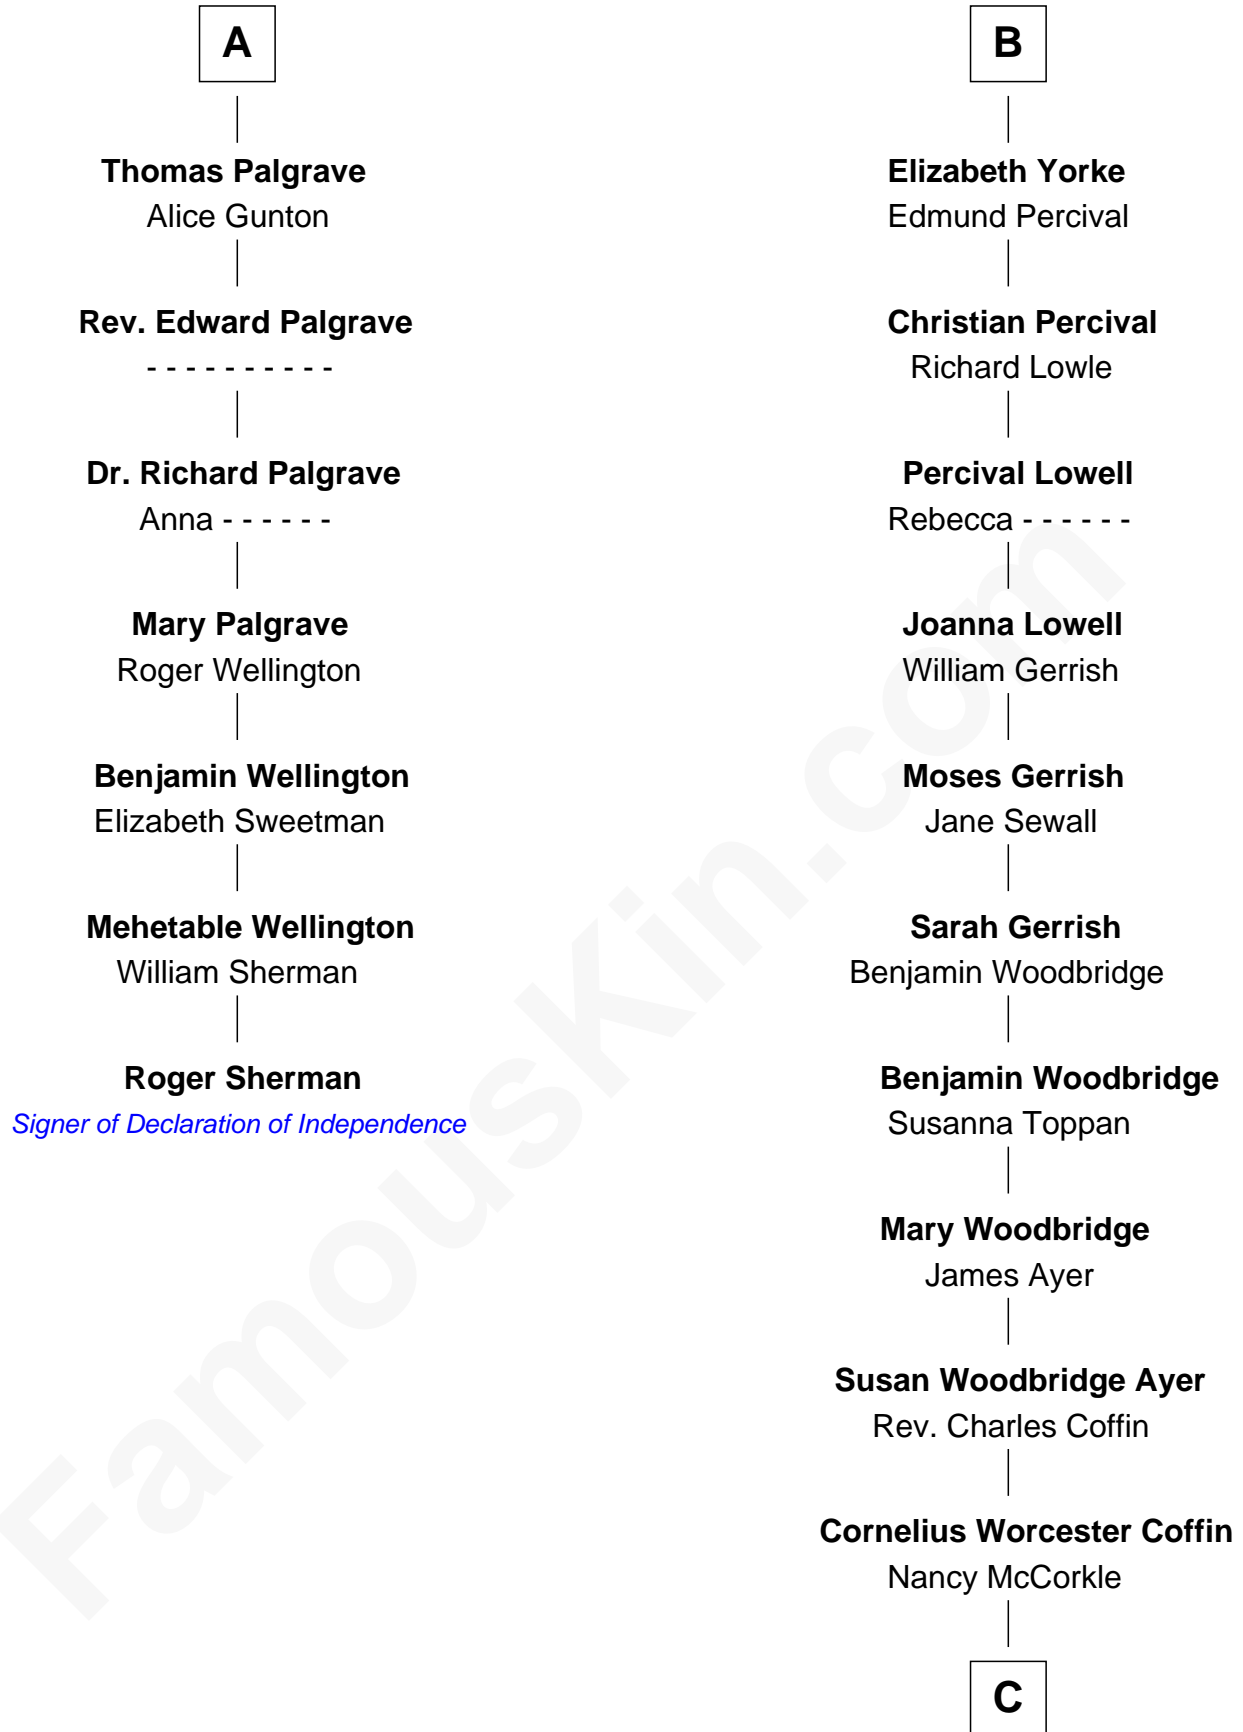 A
Thomas Palgrave
Alice Gunton
Rev. Edward Palgrave
- - - - - - - - - -
Dr. Richard Palgrave
Anna - - - - - -
Mary Palgrave
Roger Wellington
Benjamin Wellington
Elizabeth Sweetman
Mehetable Wellington
William Sherman
Roger Sherman
Signer of Declaration of Independence
B
Elizabeth Yorke
Edmund Percival
Christian Percival
Richard Lowle
Percival Lowell
Rebecca - - - - - -
Joanna Lowell
William Gerrish
Moses Gerrish
Jane Sewall
Sarah Gerrish
Benjamin Woodbridge
Benjamin Woodbridge
Susanna Toppan
Mary Woodbridge
James Ayer
Susan Woodbridge Ayer
Rev. Charles Coffin
Cornelius Worcester Coffin
Nancy McCorkle
C
FamousKin.com